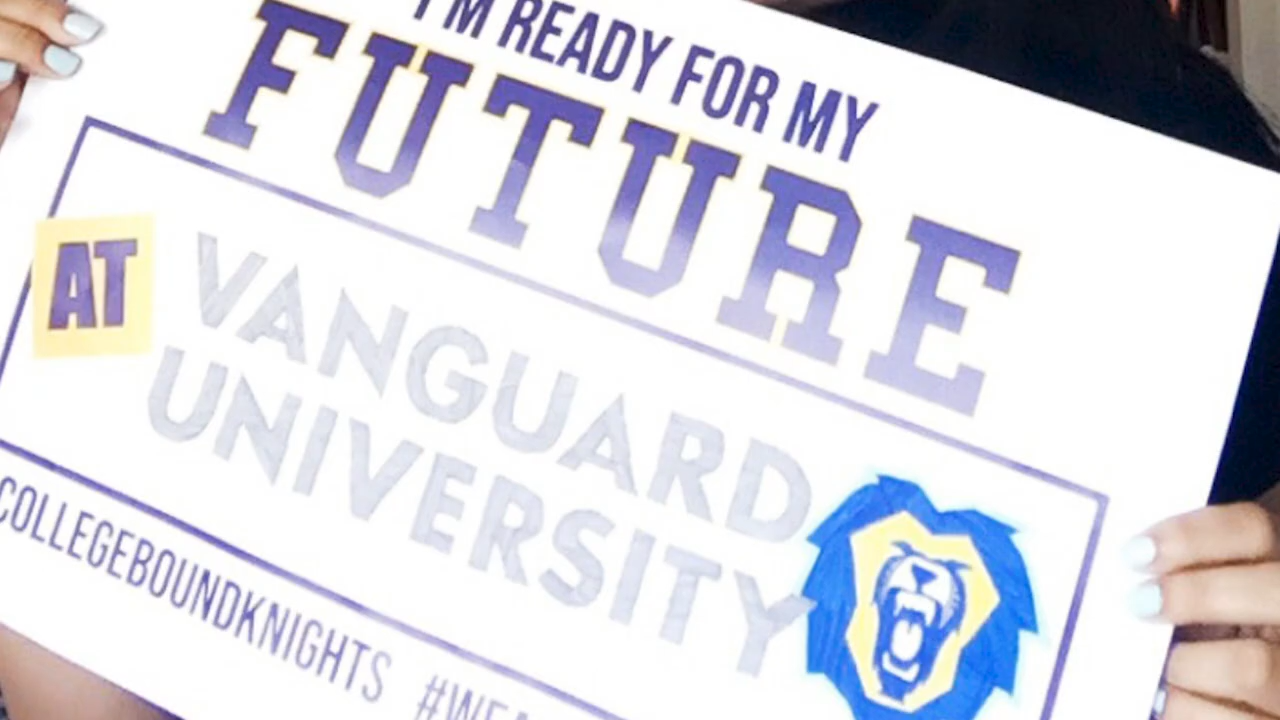 I'M READY FOR MY
FUTURE
AT VANGUARD
UNIVERSITY
COLLEGEBOUNDKNIGHTS